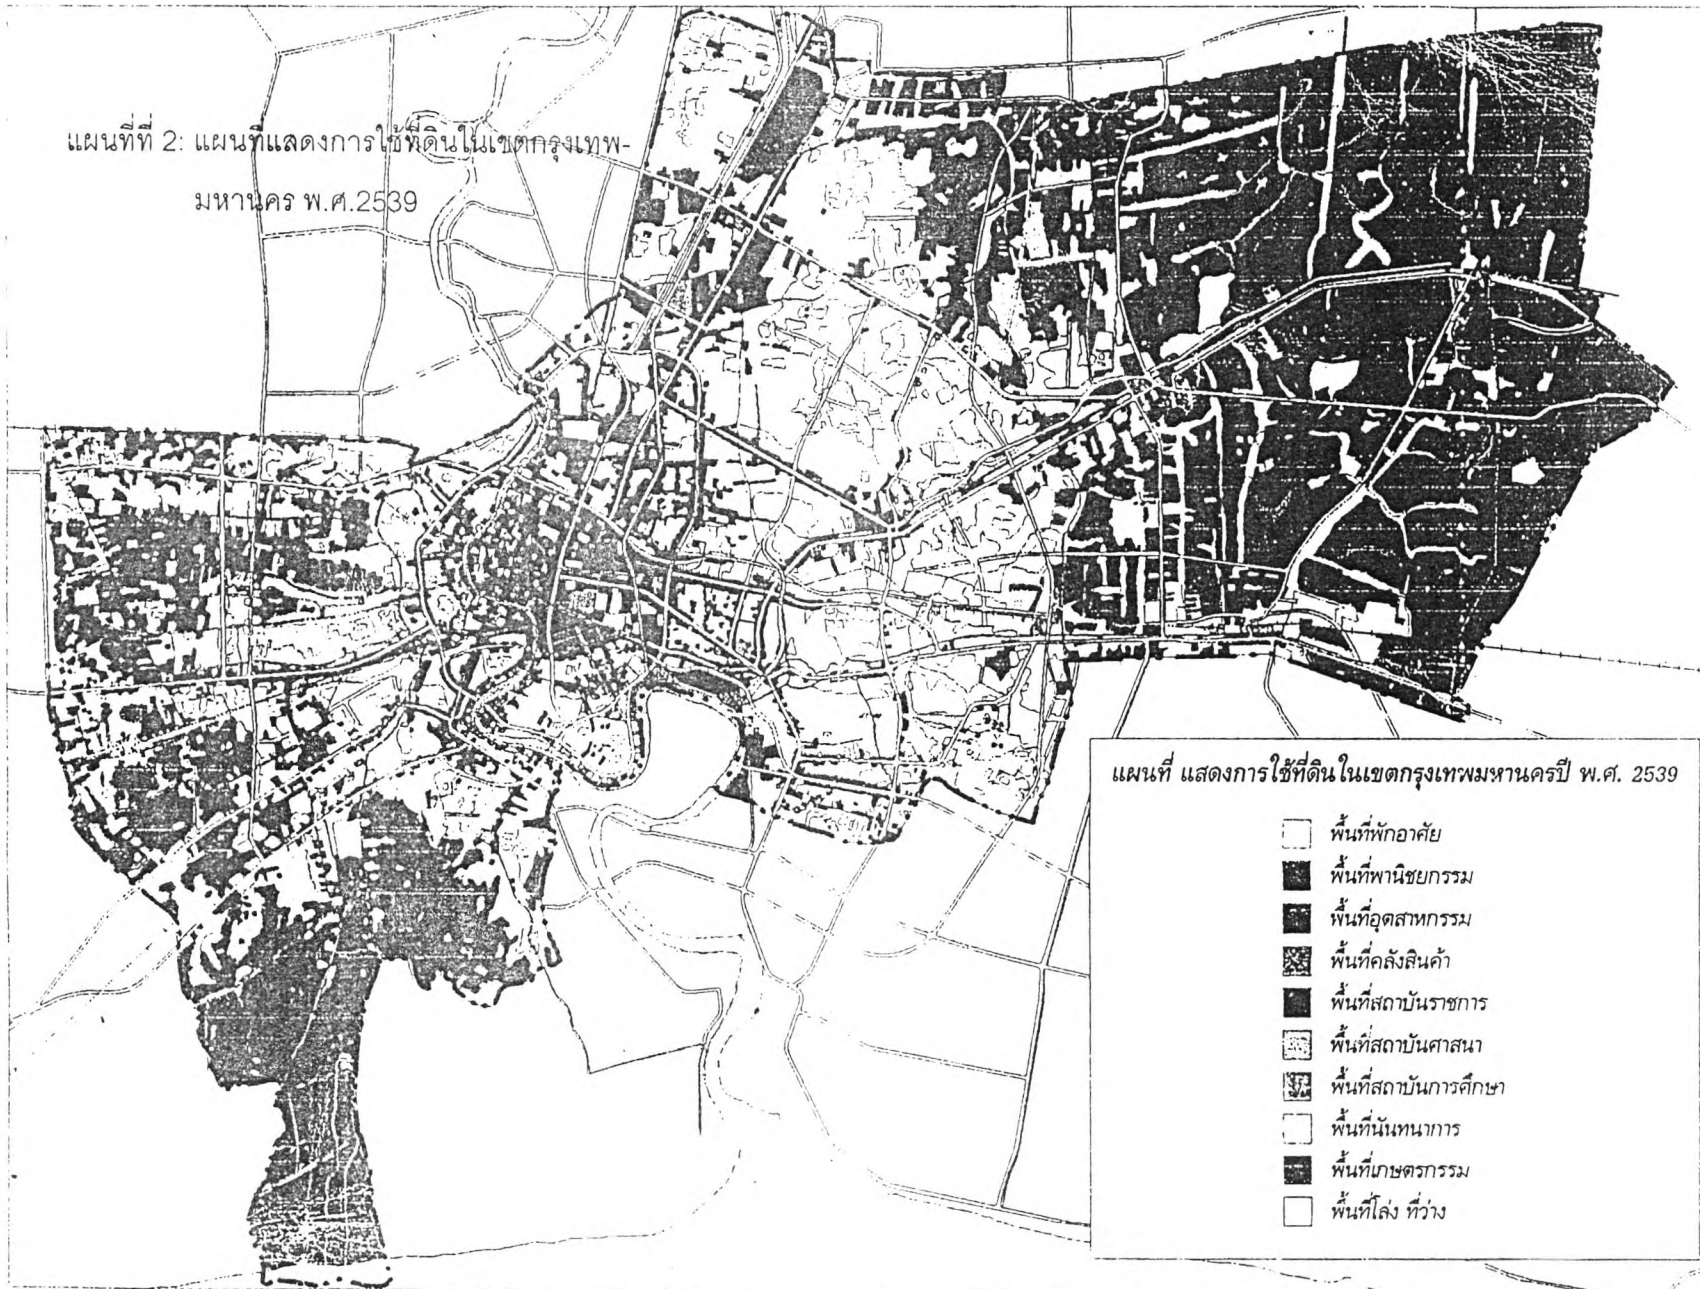 แผนที่ที่ 2: แผนที่แสดงการใช้ที่ดินในเขตกรุงเทพ-
มหานคร พ.ศ.2539
แผนที่ แสดงการใช้ที่ดินในเขตกรุงเทพมหานครปี พ.ศ. 2539
พื้นที่พักอาศัย
พื้นที่พานิชยกรรม
พื้นที่อุตสาหกรรม
พื้นที่คลังสินค้า
พื้นที่สถาบันราชการ
พื้นที่สถาบันศาสนา
พื้นที่สถาบันการศึกษา
พื้นที่นันทนาการ
พื้นที่เกษตรกรรม
พื้นที่โล่ง ที่ว่าง